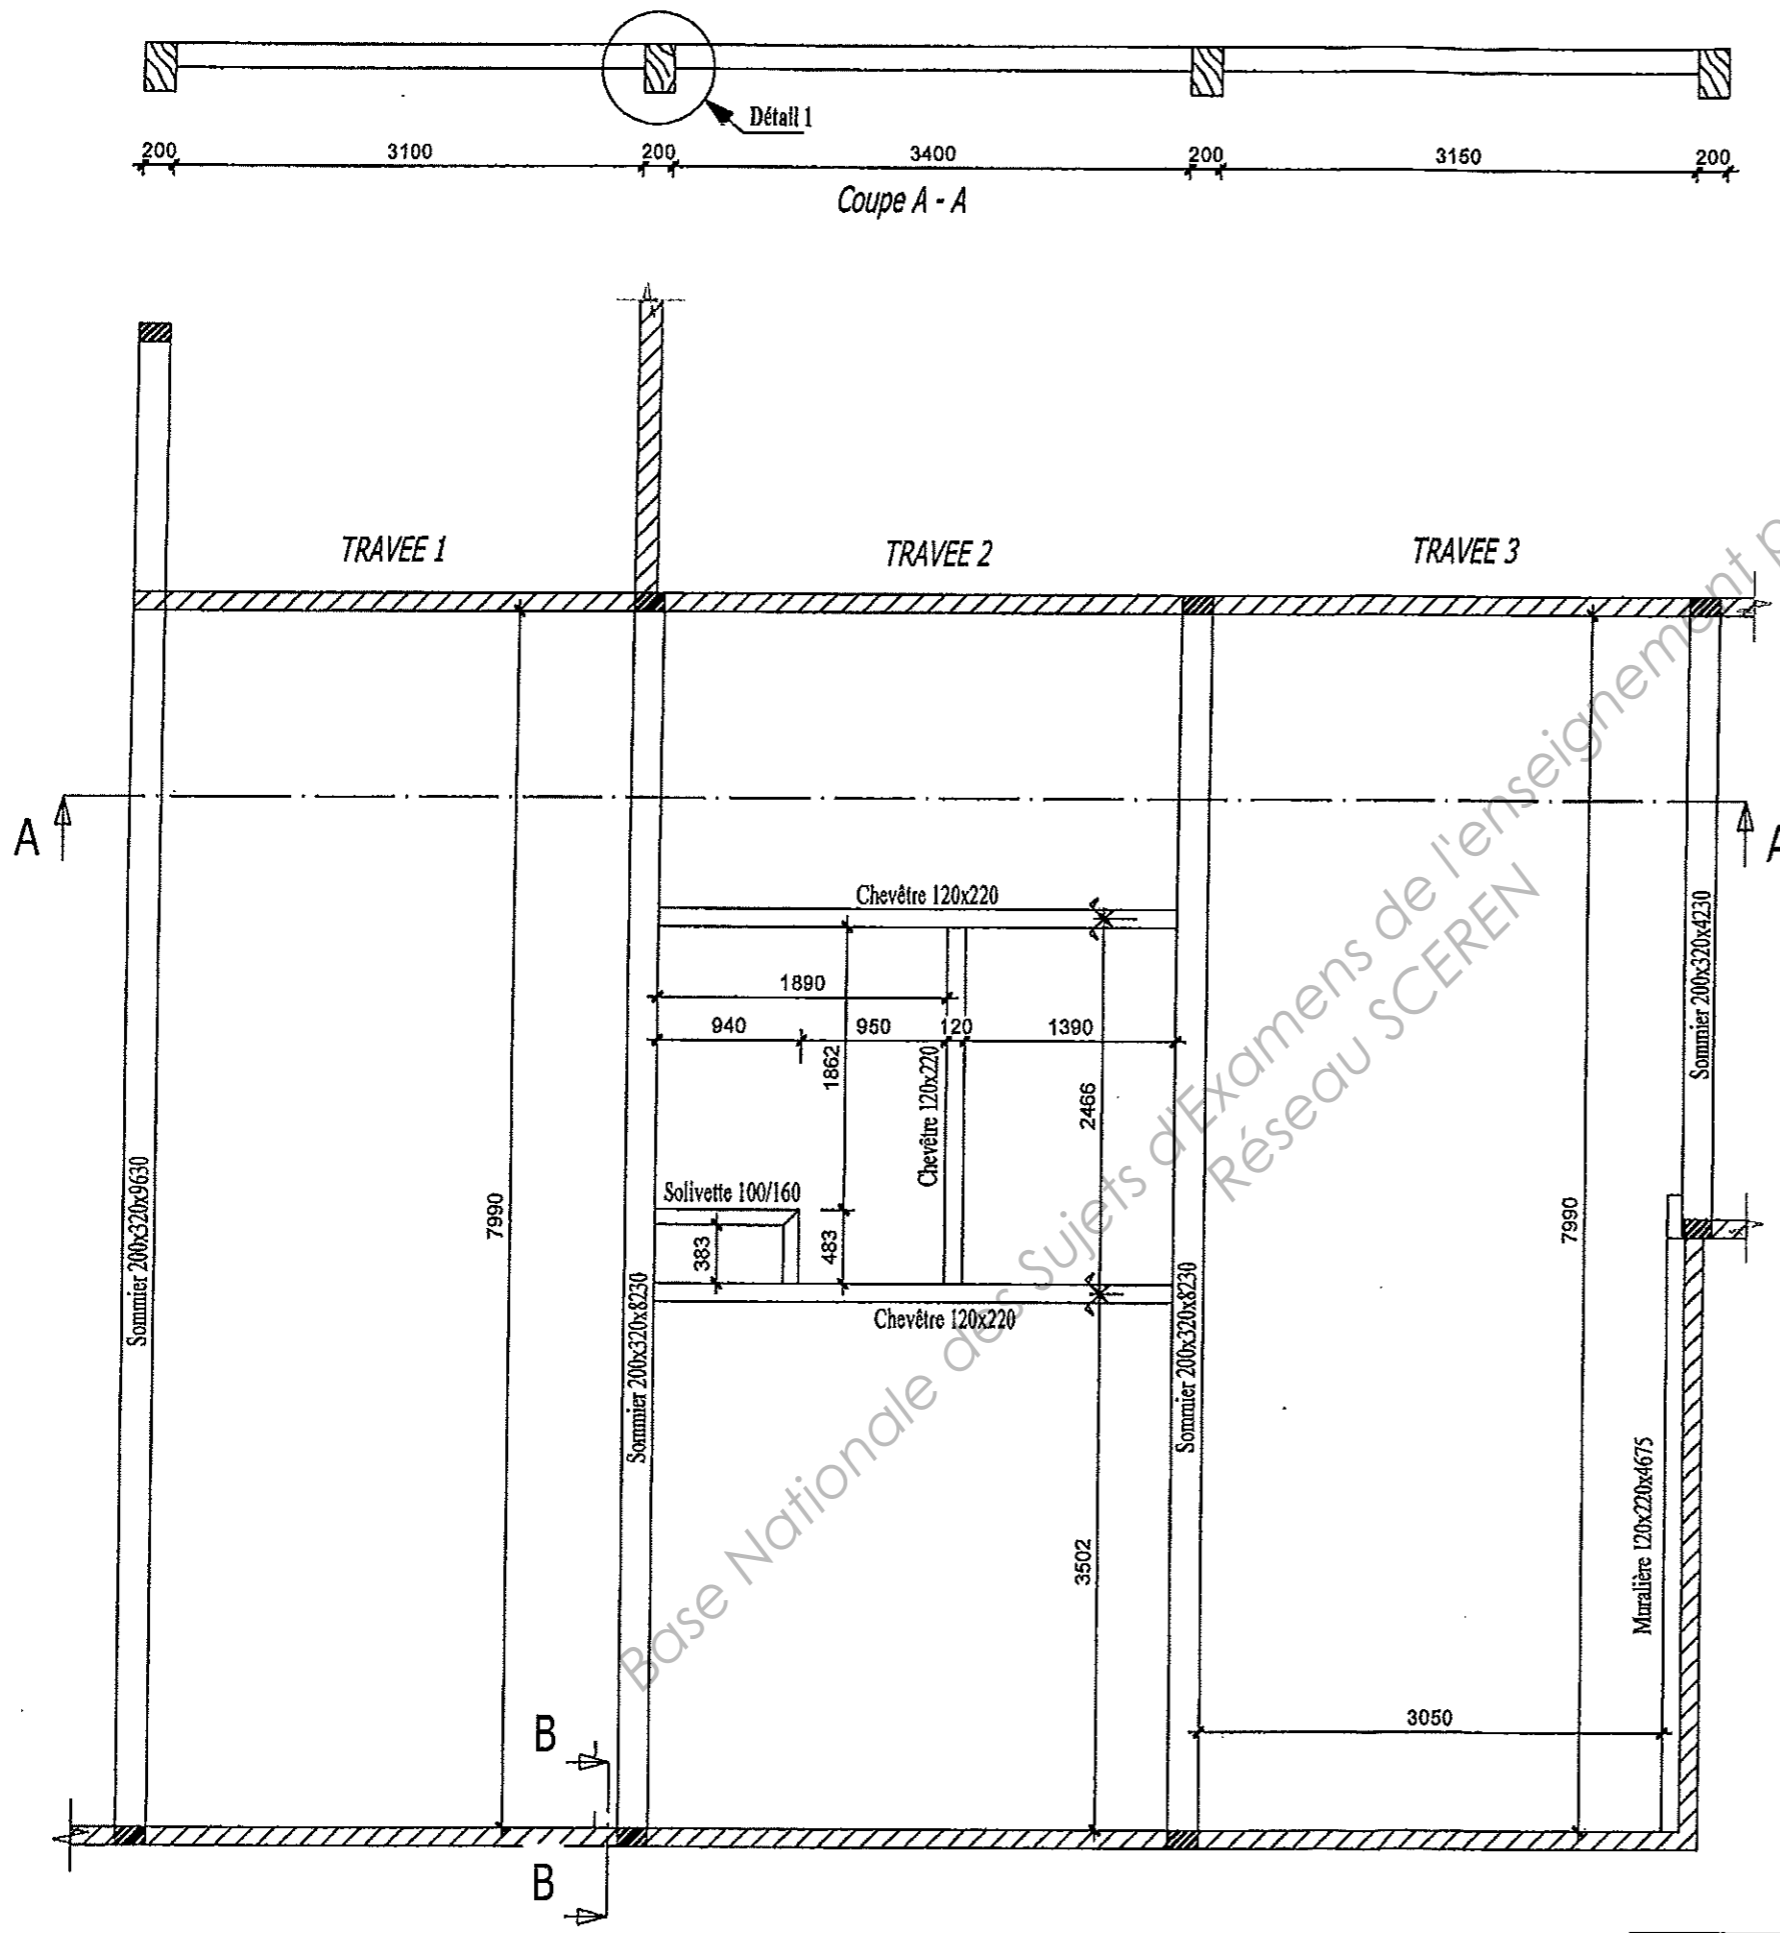 Détail 1
200 3100 200 3400 200 3150 200
Coupe A - A
TRAVEE 1 TRAVEE 2 TRAVEE 3
A A
Chevêtre 120x220
1890
940 950 120 1390
1862
Chevêtre 120x220
2466
Solivette 100/160
383
483
Chevêtre 120x220
7990
7990
Sommier 200x320x9630
Sommier 200x320x8230
Sommier 200x320x8230
Sommier 200x320x4230
3502
Muralière 120x220x4675
3050
B
B
Base Nationale des Sujets d'Examens de l'enseignement p
Réseau SCEREN